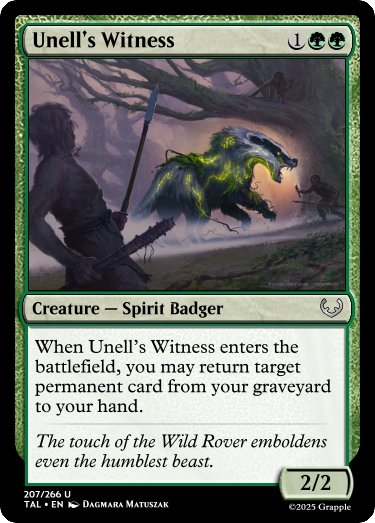 Unell's Witness 1
Creature — Spirit Badger
When Unell's Witness enters the
battlefield, you may return target
permanent card from your graveyard
to your hand.
The touch of the Wild Rover emboldens
even the humblest beast.
2/2
207/266 U
TAL • EN Dagmara Matuszak
©2025 Grapple